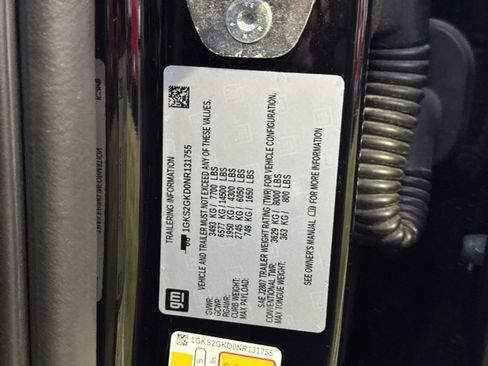 TRAILERING INFORMATION
1GKS2GKD0NR131755
VEHICLE AND TRAILER MUST NOT EXCEED ANY OF THESE VALUES.
GVWR: 3493 KG / 7700 LBS
GCWR: 6577 KG / 14500 LBS
RGAWR: 1950 KG / 4300 LBS
CURB WEIGHT: 2745 KG / 6050 LBS
MAX PAYLOAD: 749 KG / 1650 LBS
SAE J2807 TRAILER WEIGHT RATING (TWR) FOR VEHICLE CONFIGURATION.
CONVENTIONAL TWR: 3629 KG / 8000 LBS
MAX TONGUE WEIGHT: 363 KG / 800 LBS
SEE OWNER'S MANUAL FOR MORE INFORMATION
gm
1GKS2GKD0NR131755